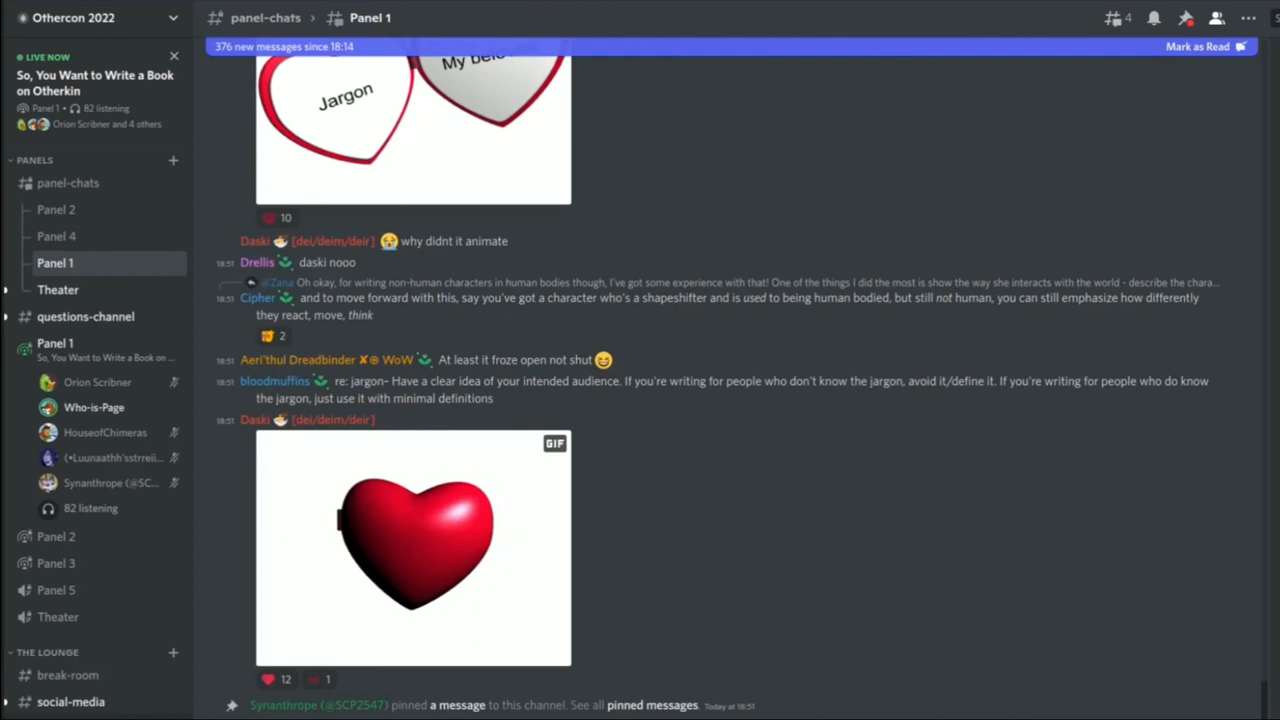 Othercon 2022
LIVE NOW
So, You Want to Write a Book
on Otherkin
Panel 1 • 82 listening
Orion Scribner and 4 others
PANELS
panel-chats
Panel 2
Panel 4
Panel 1
Theater
questions-channel
Panel 1
So, You Want to Write a Book on ...
Orion Scribner
Who-is-Page
HouseofChimeras
(•Luunaathh'sstrreii...
Synanthrope (@SC...
82 listening
Panel 2
Panel 3
Panel 5
Theater
THE LOUNGE
break-room
social-media
panel-chats › Panel 1
4
376 new messages since 18:14
Mark as Read
Jargon
My belo
10
Daski 🍜 [dei/deim/deir] 😭 why didnt it animate
18:51 Drellis daski nooo
@Zana Oh okay, for writing non-human characters in human bodies though, I've got some experience with that! One of the things I did the most is show the way she interacts with the world - describe the chara...
18:51 Cipher and to move forward with this, say you've got a character who's a shapeshifter and is used to being human bodied, but still not human, you can still emphasize how differently
they react, move, think
2
18:51 Aeri'thul Dreadbinder ✘⊕ WoW At least it froze open not shut 😆
18:51 bloodmuffins re: jargon- Have a clear idea of your intended audience. If you're writing for people who don't know the jargon, avoid it/define it. If you're writing for people who do know
the jargon, just use it with minimal definitions
18:51 Daski 🍜 [dei/deim/deir]
GIF
12 1
Synanthrope (@SCP2547) pinned a message to this channel. See all pinned messages. Today at 18:51